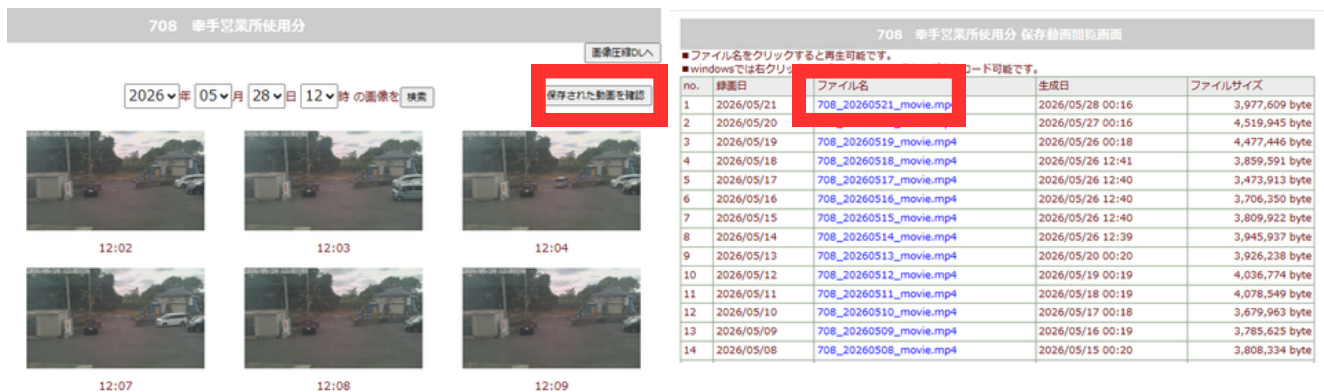 708 幸手営業所使用分
画像圧縮DLへ
2026 年 05 月 28 日 12 時 の画像を 検索
保存された動画を確認
12:02 12:03 12:04
12:07 12:08 12:09
708 幸手営業所使用分 保存動画閲覧画面
■ファイル名をクリックすると再生可能です。
■windowsでは右クリッ
ード可能です。
no. 録画日 ファイル名 生成日 ファイルサイズ
1 2026/05/21 708_20260521_movie.mp4 2026/05/28 00:16 3,977,609 byte
2 2026/05/20 2026/05/27 00:16 4,519,945 byte
3 2026/05/19 708_20260519_movie.mp4 2026/05/26 00:18 4,477,446 byte
4 2026/05/18 708_20260518_movie.mp4 2026/05/26 12:41 3,859,591 byte
5 2026/05/17 708_20260517_movie.mp4 2026/05/26 12:40 3,473,913 byte
6 2026/05/16 708_20260516_movie.mp4 2026/05/26 12:40 3,706,350 byte
7 2026/05/15 708_20260515_movie.mp4 2026/05/26 12:40 3,809,922 byte
8 2026/05/14 708_20260514_movie.mp4 2026/05/26 12:39 3,945,937 byte
9 2026/05/13 708_20260513_movie.mp4 2026/05/20 00:20 3,926,238 byte
10 2026/05/12 708_20260512_movie.mp4 2026/05/19 00:19 4,036,774 byte
11 2026/05/11 708_20260511_movie.mp4 2026/05/18 00:19 4,078,549 byte
12 2026/05/10 708_20260510_movie.mp4 2026/05/17 00:18 3,679,963 byte
13 2026/05/09 708_20260509_movie.mp4 2026/05/16 00:19 3,785,625 byte
14 2026/05/08 708_20260508_movie.mp4 2026/05/15 00:20 3,808,334 byte